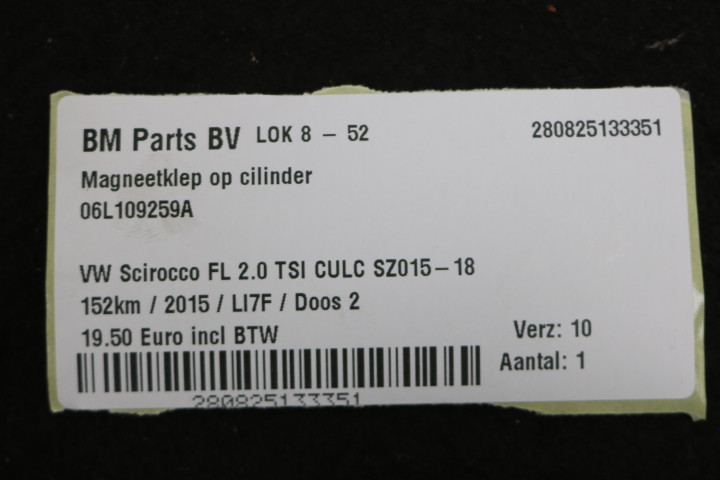 BM Parts BV LOK 8 - 52 280825133351
Magneetklep op cilinder
06L109259A
VW Scirocco FL 2.0 TSI CULC SZ015-18
152km / 2015 / LI7F / Doos 2
19.50 Euro incl BTW Verz: 10
Aantal: 1
280825133351